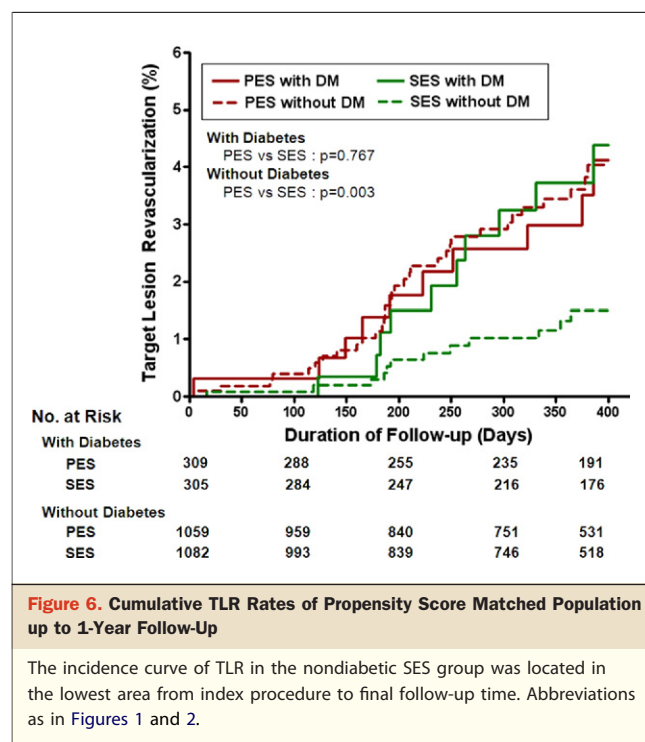 6
5
4
3
2
1
0
Target Lesion Revascularization (%)
PES with DM SES with DM
PES without DM SES without DM
With Diabetes
PES vs SES : p=0.767
Without Diabetes
PES vs SES : p=0.003
0 50 100 150 200 250 300 350 400
Duration of Follow-up (Days)
No. at Risk
With Diabetes
PES 309 288 255 235 191
SES 305 284 247 216 176
Without Diabetes
PES 1059 959 840 751 531
SES 1082 993 839 746 518
Figure 6. Cumulative TLR Rates of Propensity Score Matched Population
up to 1-Year Follow-Up
The incidence curve of TLR in the nondiabetic SES group was located in
the lowest area from index procedure to final follow-up time. Abbreviations
as in Figures 1 and 2.